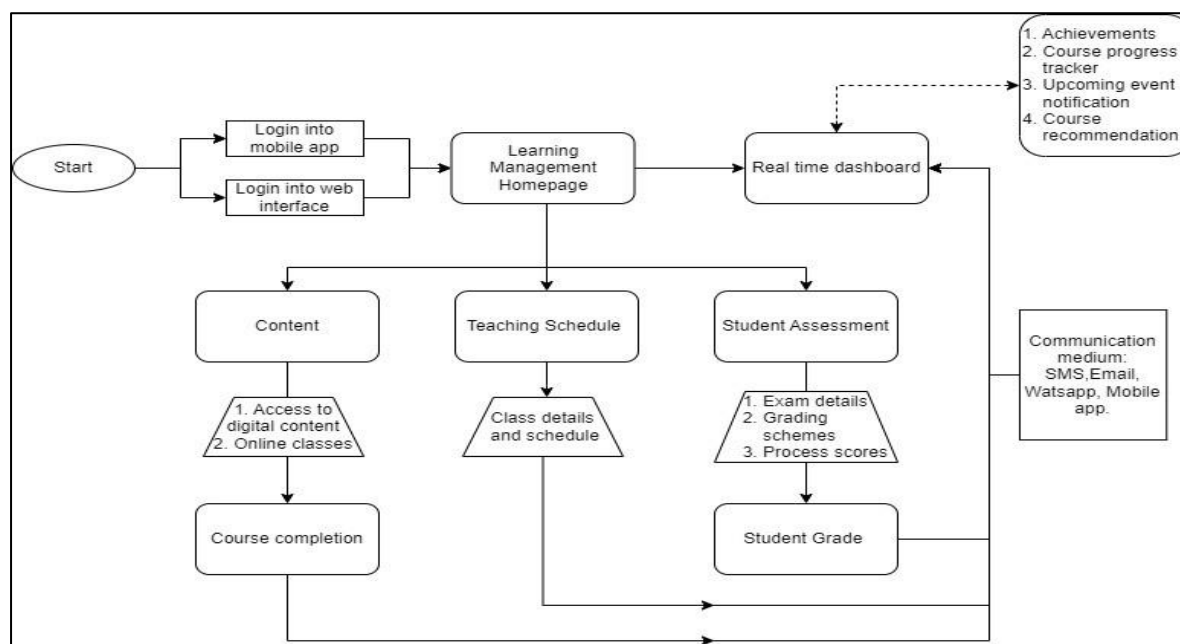 1. Achievements
2. Course progress
tracker
3. Upcoming event
notification
4. Course
recommendation
Start
Login into
mobile app
Login into web
interface
Learning
Management
Homepage
Real time dashboard
Content
Teaching Schedule
Student Assessment
Communication
medium:
SMS,Email,
Watsapp, Mobile
app.
1. Access to
digital content
2. Online classes
Class details
and schedule
1. Exam details
2. Grading
schemes
3. Process scores
Course completion
Student Grade